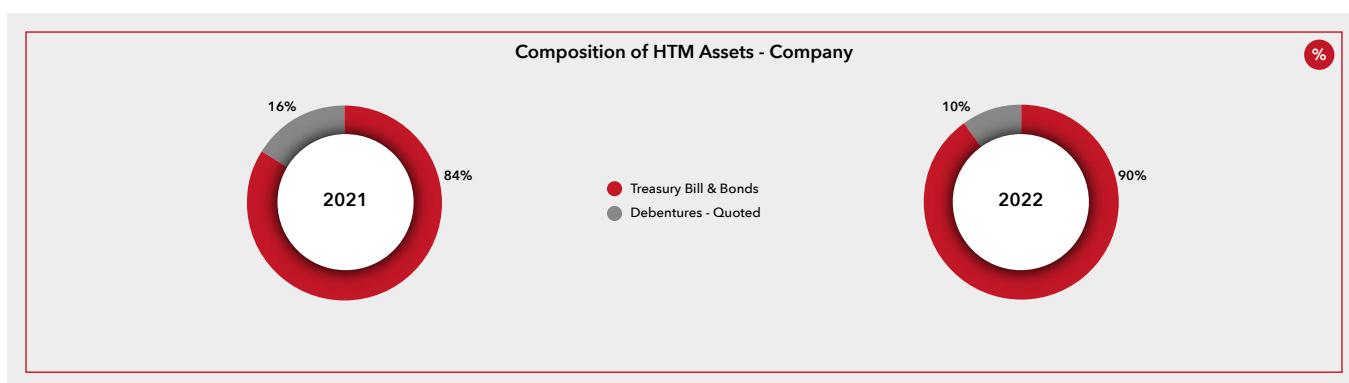 Composition of HTM Assets - Company
%
16%
84%
2021
Treasury Bill & Bonds
Debentures - Quoted
10%
90%
2022